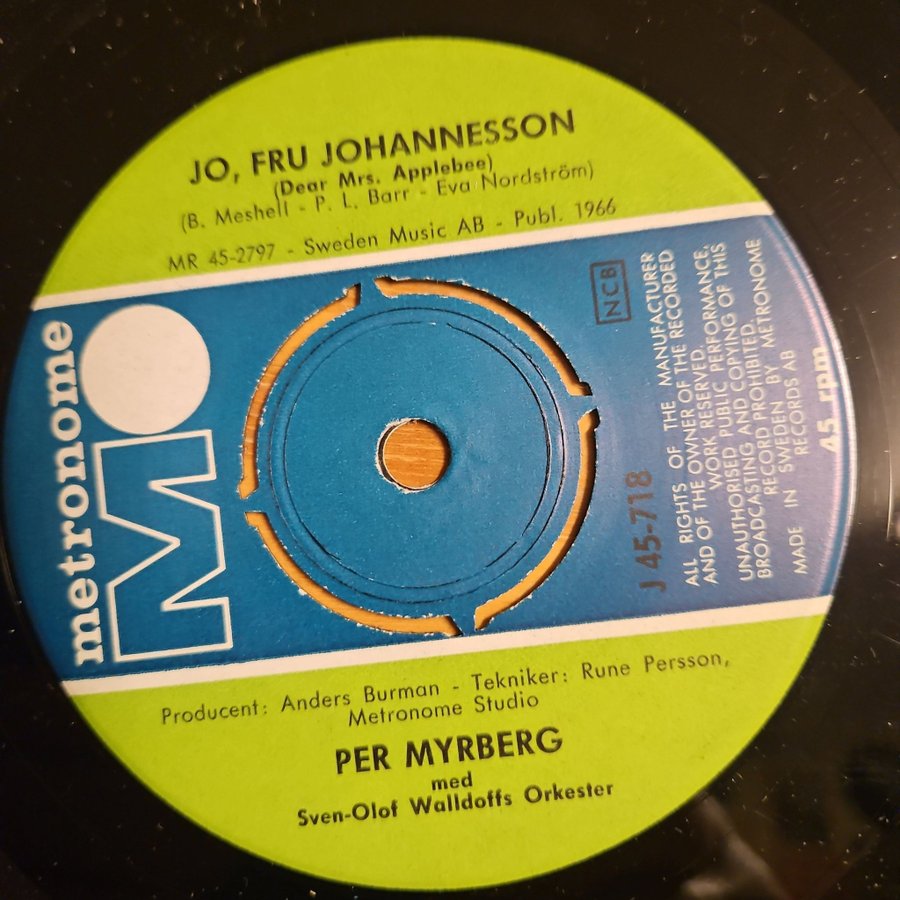 JO, FRU JOHANNESSON
(Dear Mrs. Applebee)
(B. Meshell - P. L. Barr - Eva Nordström)
MR 45-2797 - Sweden Music AB - Publ. 1966
metronome
M
NCB
J 45-718
ALL RIGHTS OF THE MANUFACTURER
AND OF THE OWNER OF THE RECORDED
WORK RESERVED.
UNAUTHORISED PUBLIC PERFORMANCE,
BROADCASTING AND COPYING OF THIS
RECORD PROHIBITED.
MADE IN SWEDEN BY METRONOME
RECORDS AB
45 rpm
Producent: Anders Burman - Tekniker: Rune Persson,
Metronome Studio
PER MYRBERG
med
Sven-Olof Walldoffs Orkester